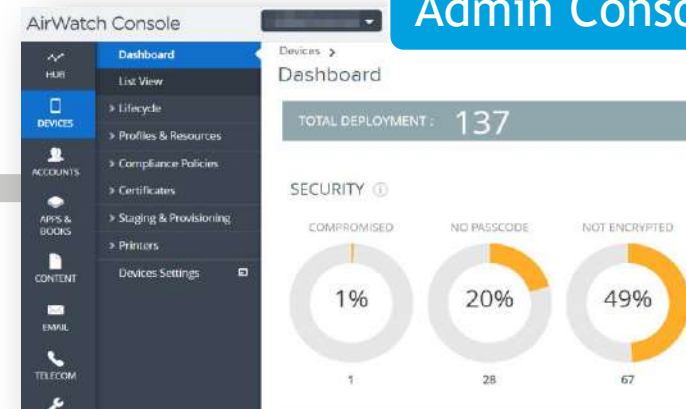 AirWatch Console
Admin Conso
HUB
DEVICES
ACCOUNTS
APPS &
BOOKS
CONTENT
EMAIL
TELECOM
Dashboard
List View
> Lifecycle
> Profiles & Resources
> Compliance Policies
> Certificates
> Staging & Provisioning
> Printers
Devices Settings
Devices >
Dashboard
TOTAL DEPLOYMENT : 137
SECURITY
COMPROMISED
1%
1
NO PASSCODE
20%
28
NOT ENCRYPTED
49%
67